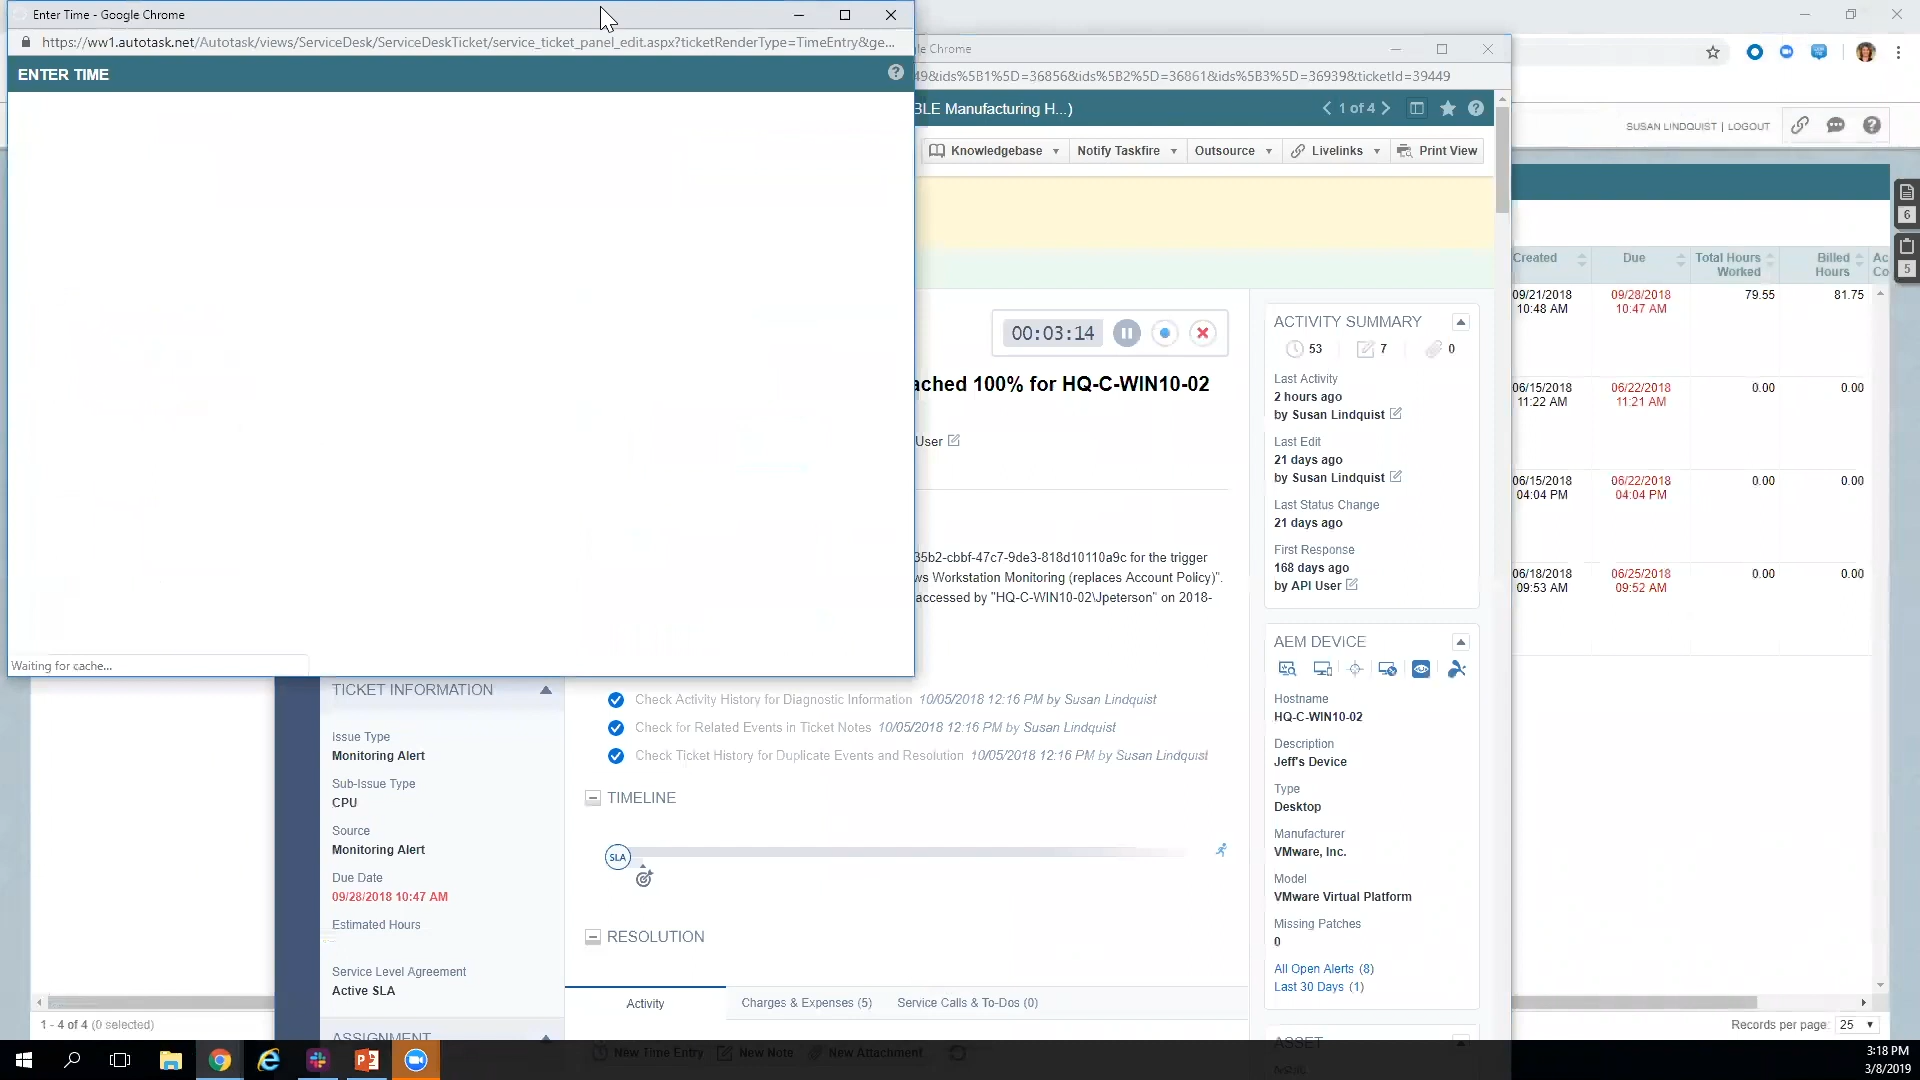 Enter Time - Google Chrome
https://ww1.autotask.net/Autotask/views/ServiceDesk/ServiceDeskTicket/service_ticket_panel_edit.aspx?ticketRenderType=TimeEntry&ge...
ENTER TIME
Waiting for cache...
Chrome
49&ids%5B1%5D=36856&ids%5B2%5D=36861&ids%5B3%5D=36939&ticketId=39449
BLE Manufacturing H...)
1 of 4
Knowledgebase
Notify Taskfire
Outsource
Livelinks
Print View
00:03:14
ached 100% for HQ-C-WIN10-02
User
35b2-cbbf-47c7-9de3-818d10110a9c for the trigger
ws Workstation Monitoring (replaces Account Policy)".
accessed by "HQ-C-WIN10-02\Jpeterson" on 2018-
Check Activity History for Diagnostic Information 10/05/2018 12:16 PM by Susan Lindquist
Check for Related Events in Ticket Notes 10/05/2018 12:16 PM by Susan Lindquist
Check Ticket History for Duplicate Events and Resolution 10/05/2018 12:16 PM by Susan Lindquist
TIMELINE
SLA
RESOLUTION
Activity
Charges & Expenses (5)
Service Calls & To-Dos (0)
New Time Entry
New Note
New Attachment
TICKET INFORMATION
Issue Type
Monitoring Alert
Sub-Issue Type
CPU
Source
Monitoring Alert
Due Date
09/28/2018 10:47 AM
Estimated Hours
Service Level Agreement
Active SLA
ASSIGNMENT
1 - 4 of 4 (0 selected)
ACTIVITY SUMMARY
53
7
0
Last Activity
2 hours ago
by Susan Lindquist
Last Edit
21 days ago
by Susan Lindquist
Last Status Change
21 days ago
First Response
168 days ago
by API User
AEM DEVICE
Hostname
HQ-C-WIN10-02
Description
Jeff's Device
Type
Desktop
Manufacturer
VMware, Inc.
Model
VMware Virtual Platform
Missing Patches
0
All Open Alerts (8)
Last 30 Days (1)
ASSET
SUSAN LINDQUIST | LOGOUT
Created
Due
Total Hours
Worked
Billed
Hours
Ac
Co
09/21/2018
10:48 AM
09/28/2018
10:47 AM
79.55
81.75
06/15/2018
11:22 AM
06/22/2018
11:21 AM
0.00
0.00
06/15/2018
04:04 PM
06/22/2018
04:04 PM
0.00
0.00
06/18/2018
09:53 AM
06/25/2018
09:52 AM
0.00
0.00
6
5
Records per page: 25
3:18 PM
3/8/2019